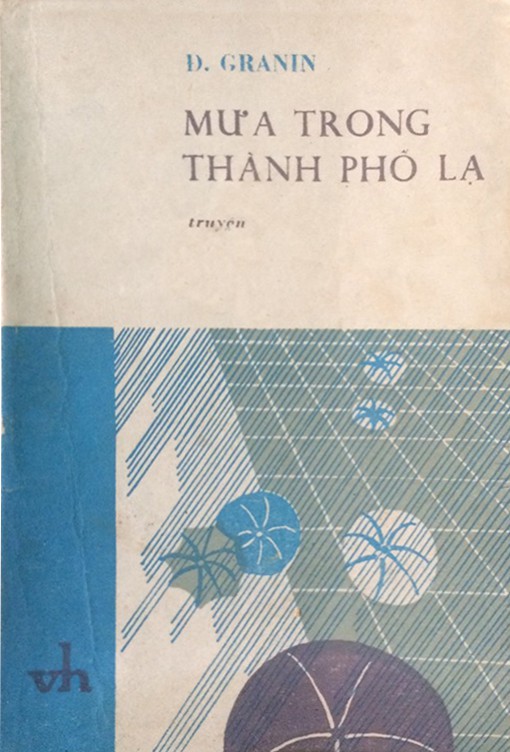 Đ. GRANIN
MƯA TRONG
THÀNH PHỐ LẠ
truyện
vh